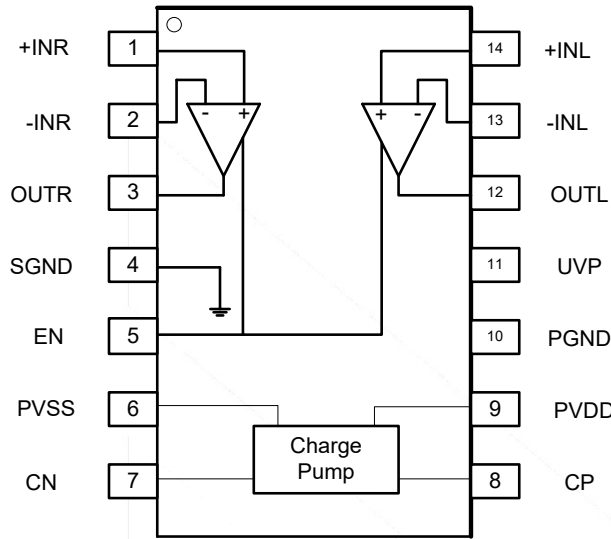 +INR 1 14 +INL
- + + -
-INR 2 13 -INL
OUTR 3 12 OUTL
SGND 4 11 UVP
EN 5 10 PGND
PVSS 6 9 PVDD
Charge
Pump
CN 7 8 CP